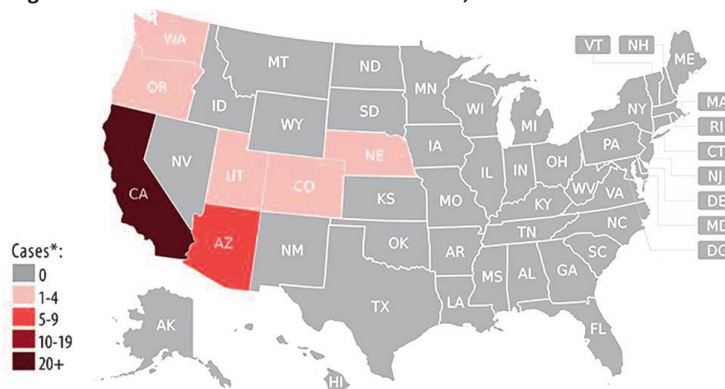 WA
MT
ND
MN
VT
NH
ME
OR
ID
SD
WI
MI
NY
MA
WY
RI
IA
PA
CT
NV
UT
CO
NE
IL
IN
OH
NJ
CA
KS
MO
WV
VA
DE
KY
MD
NC
AZ
NM
OK
AR
TN
SC
DC
Cases*:
0
1-4
5-9
10-19
20+
MS
AL
GA
TX
LA
AK
FL
HI